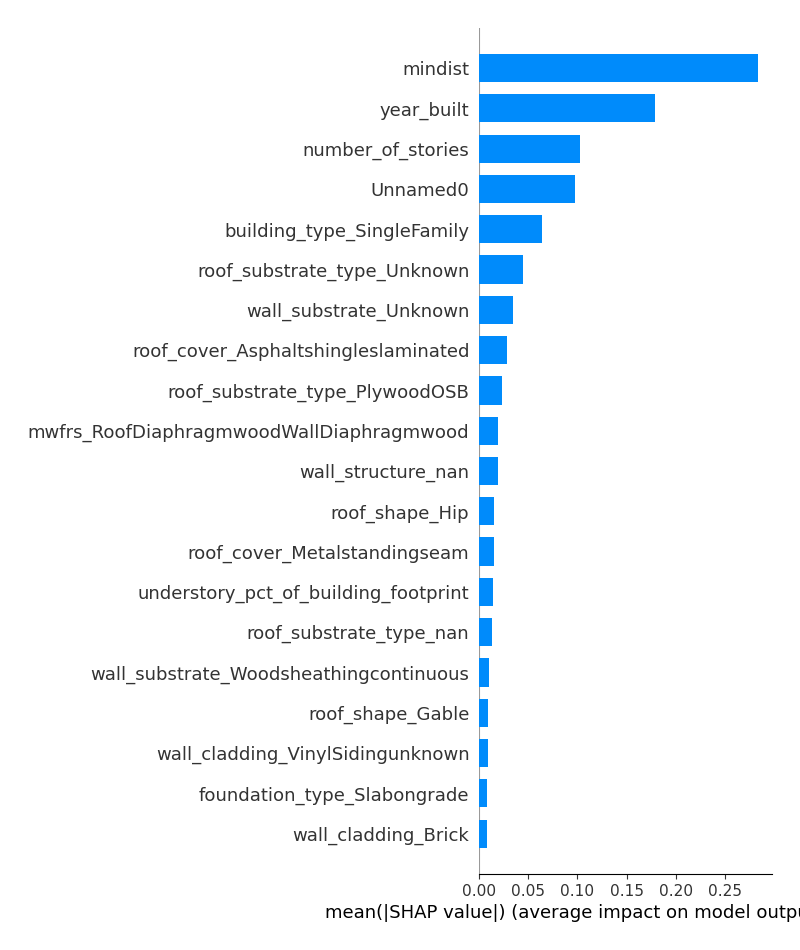 mindist
year_built
number_of_stories
Unnamed0
building_type_SingleFamily
roof_substrate_type_Unknown
wall_substrate_Unknown
roof_cover_Asphaltshingleslaminated
roof_substrate_type_PlywoodOSB
mwfrs_RoofDiaphragmwoodWallDiaphragmwood
wall_structure_nan
roof_shape_Hip
roof_cover_Metalstandingseam
understory_pct_of_building_footprint
roof_substrate_type_nan
wall_substrate_Woodsheathingcontinuous
roof_shape_Gable
wall_cladding_VinylSidingunknown
foundation_type_Slabongrade
wall_cladding_Brick
0.00 0.05 0.10 0.15 0.20 0.25
mean(|SHAP value|) (average impact on model outpu